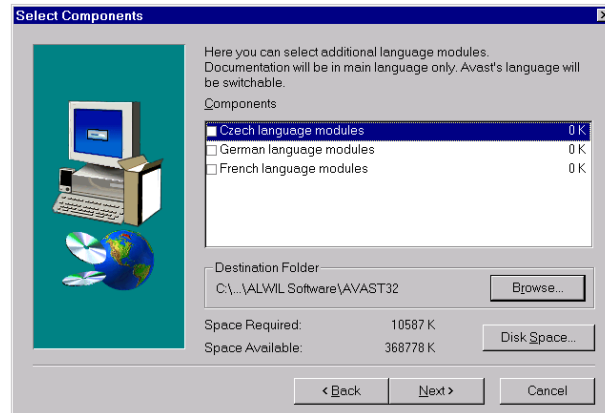 Select Components
Here you can select additional language modules.
Documentation will be in main language only. Avast's language will
be switchable.
Components
Czech language modules 0 K
German language modules 0 K
French language modules 0 K
Destination Folder
C:\...\ALWIL Software\AVAST32
Browse...
Space Required: 10587 K
Space Available: 368778 K
Disk Space...
< Back Next > Cancel